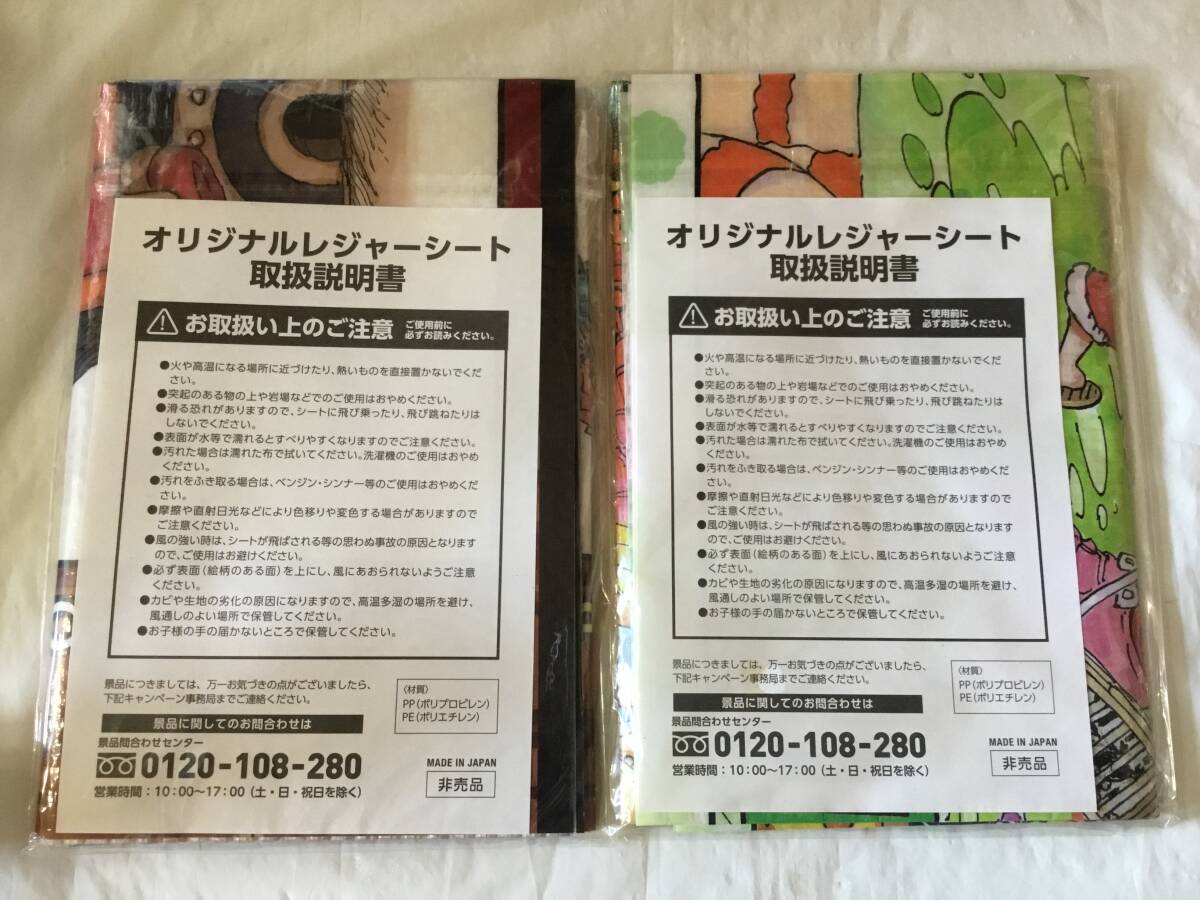 オリジナルレジャーシート
取扱説明書
お取扱い上のご注意
ご使用前に
必ずお読みください。
●火や高温になる場所に近づけたり、熱いものを直接置かないでくだ
さい。
●突起のある物の上や岩場などでのご使用はおやめください。
●滑る恐れがありますので、シートに飛び乗ったり、飛び跳ねたりは
しないでください。
●表面が水等で濡れるとすべりやすくなりますのでご注意ください。
●汚れた場合は濡れた布で拭いてください。洗濯機のご使用はおやめ
ください。
●汚れをふき取る場合は、ベンジン・シンナー等のご使用はおやめくだ
さい。
●摩擦や直射日光などにより色移りや変色する場合がありますので
ご注意ください。
●風の強い時は、シートが飛ばされる等の思わぬ事故の原因となります
ので、ご使用はお避けください。
●必ず表面(絵柄のある面)を上にし、風にあおられないようご注意
ください。
●カビや生地の劣化の原因になりますので、高温多湿の場所を避け、
風通しのよい場所で保管してください。
●お子様の手の届かないところで保管してください。
景品につきましては、万一お気づきの点がございましたら、
下記キャンペーン事務局までご連絡ください。
〈材質〉
PP(ポリプロピレン)
PE(ポリエチレン)
景品に関してのお問合わせは
景品問合わせセンター
0120-108-280
営業時間:10:00〜17:00(土・日・祝日を除く)
MADE IN JAPAN
非売品
オリジナルレジャーシート
取扱説明書
お取扱い上のご注意
ご使用前に
必ずお読みください。
●火や高温になる場所に近づけたり、熱いものを直接置かないでくだ
さい。
●突起のある物の上や岩場などでのご使用はおやめください。
●滑る恐れがありますので、シートに飛び乗ったり、飛び跳ねたりは
しないでください。
●表面が水等で濡れるとすべりやすくなりますのでご注意ください。
●汚れた場合は濡れた布で拭いてください。洗濯機のご使用はおやめ
ください。
●汚れをふき取る場合は、ベンジン・シンナー等のご使用はおやめくだ
さい。
●摩擦や直射日光などにより色移りや変色する場合がありますので
ご注意ください。
●風の強い時は、シートが飛ばされる等の思わぬ事故の原因となります
ので、ご使用はお避けください。
●必ず表面(絵柄のある面)を上にし、風にあおられないようご注意
ください。
●カビや生地の劣化の原因になりますので、高温多湿の場所を避け、
風通しのよい場所で保管してください。
●お子様の手の届かないところで保管してください。
景品につきましては、万一お気づきの点がございましたら、
下記キャンペーン事務局までご連絡ください。
〈材質〉
PP(ポリプロピレン)
PE(ポリエチレン)
景品に関してのお問合わせは
景品問合わせセンター
0120-108-280
営業時間:10:00〜17:00(土・日・祝日を除く)
MADE IN JAPAN
非売品